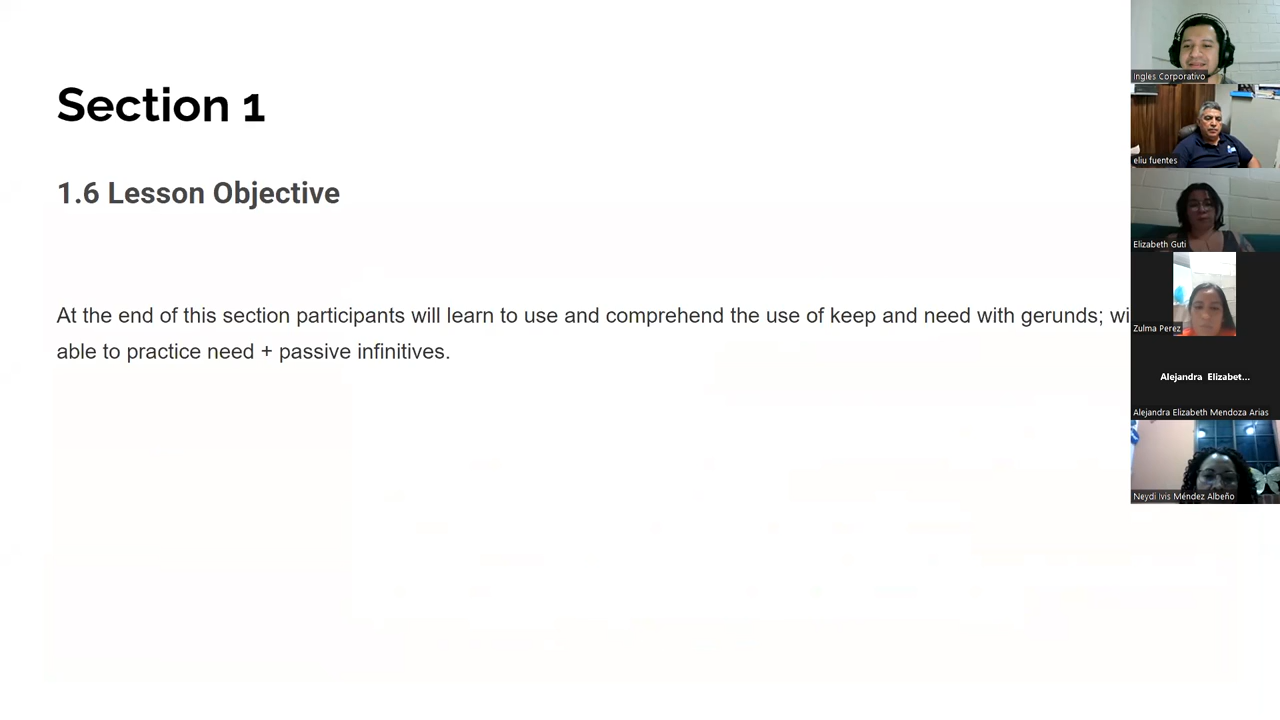 Section 1
1.6 Lesson Objective
At the end of this section participants will learn to use and comprehend the use of keep and need with gerunds; wi
able to practice need + passive infinitives.
Ingles Corporativo
eliu fuentes
Elizabeth Guti
Zulma Perez
Alejandra Elizabet...
Alejandra Elizabeth Mendoza Arias
Neydi Ivis Méndez Albeño